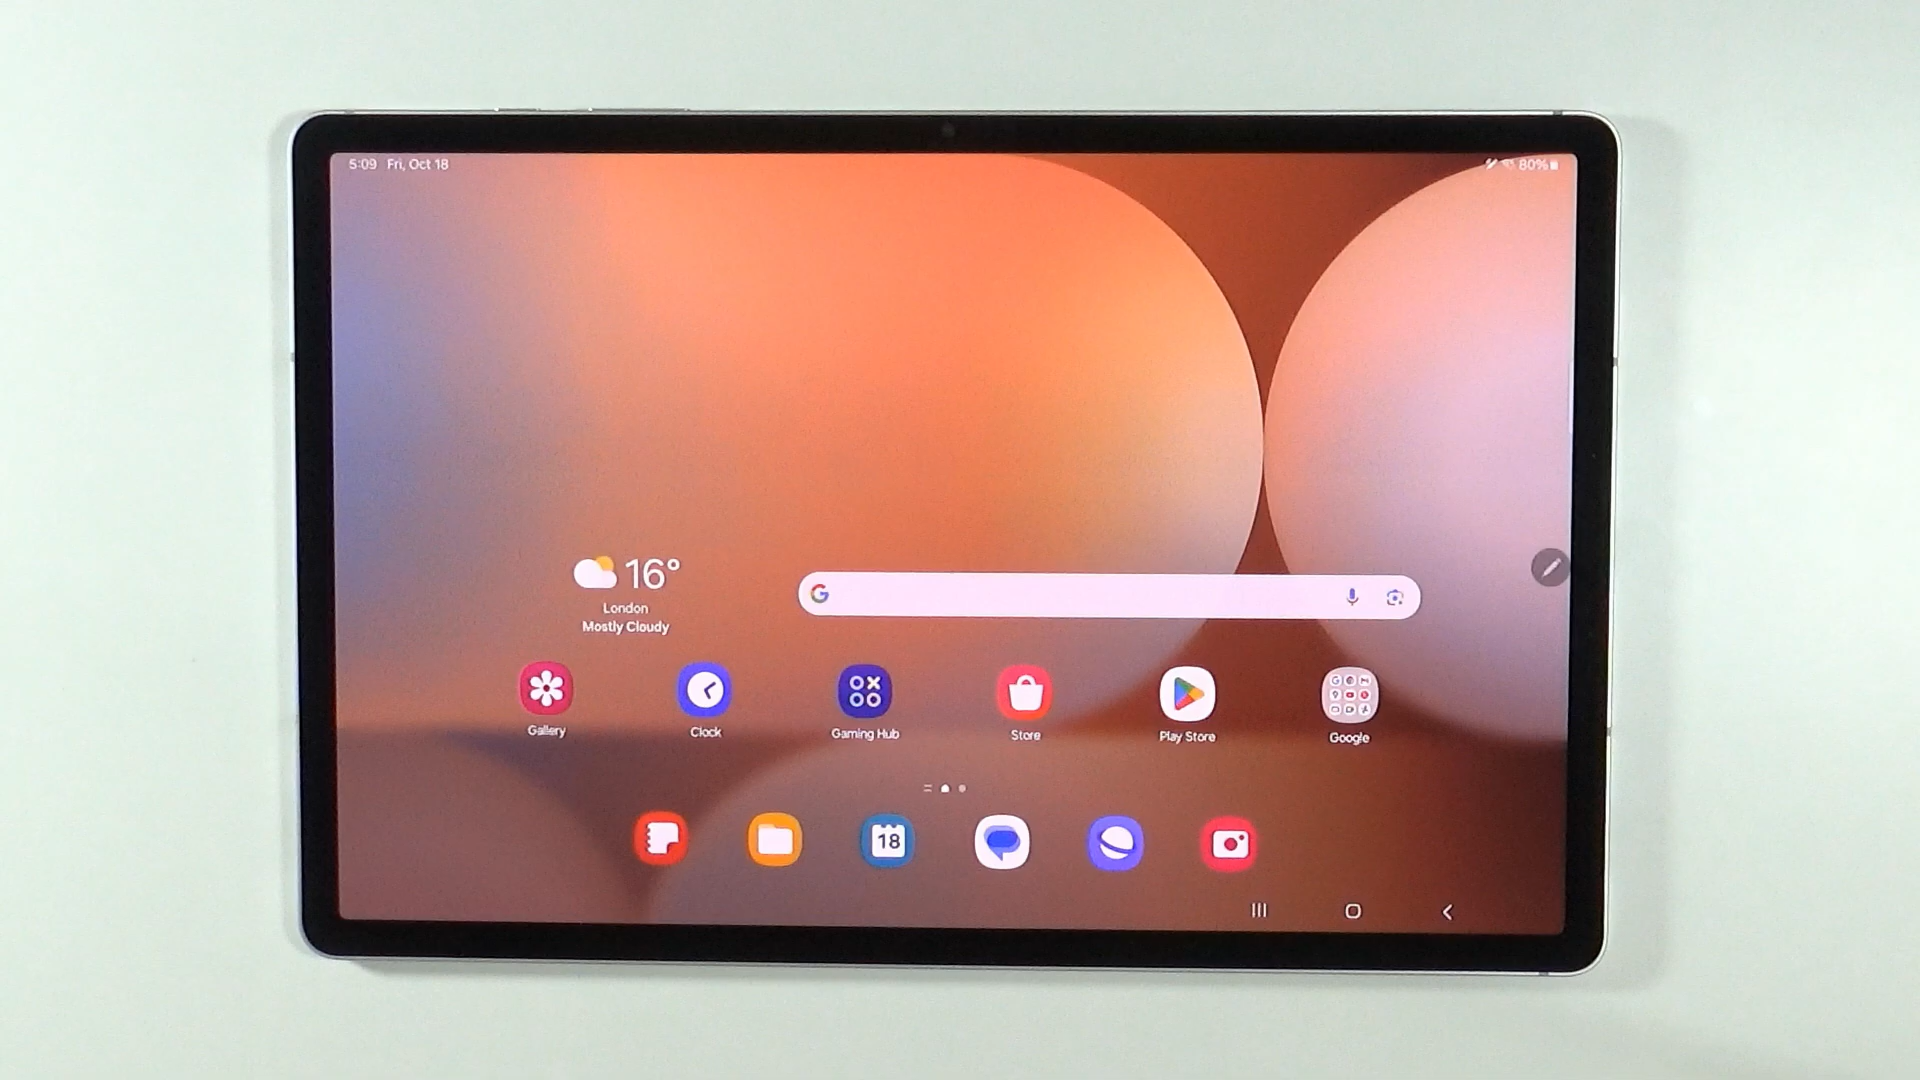 5:09 Fri, Oct 18
80%
16°
London
Mostly Cloudy
G
Gallery
Clock
Gaming Hub
Store
Play Store
Google
18